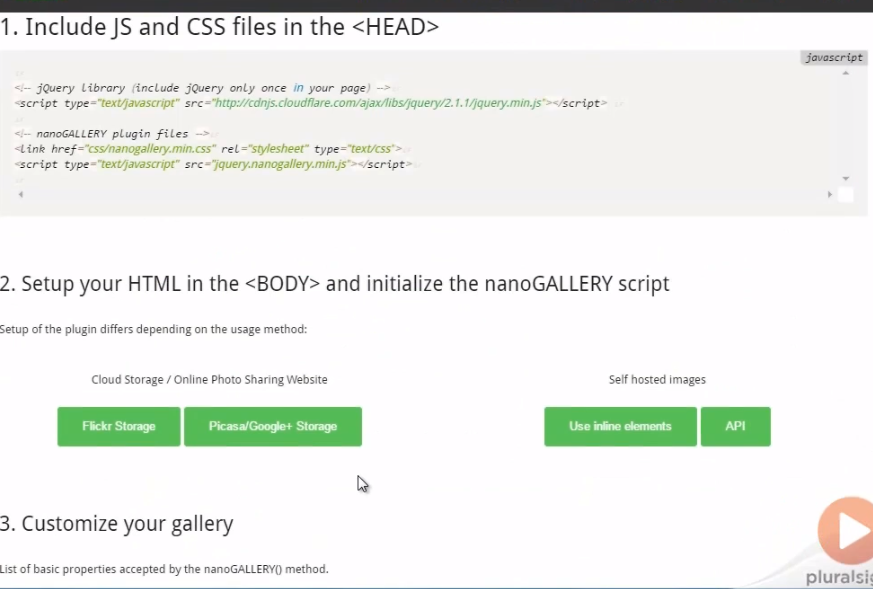 1. Include JS and CSS files in the <HEAD>
javascript
<!-- jQuery library (include jQuery only once in your page) -->
<script type="text/javascript" src="http://cdnjs.cloudflare.com/ajax/libs/jquery/2.1.1/jquery.min.js"></script>
<!-- nanoGALLERY plugin files -->
<link href="css/nanogallery.min.css" rel="stylesheet" type="text/css">
<script type="text/javascript" src="jquery.nanogallery.min.js"></script>
2. Setup your HTML in the <BODY> and initialize the nanoGALLERY script
Setup of the plugin differs depending on the usage method:
Cloud Storage / Online Photo Sharing Website
Self hosted images
Flickr Storage
Picasa/Google+ Storage
Use inline elements
API
3. Customize your gallery
List of basic properties accepted by the nanoGALLERY() method.
pluralsig